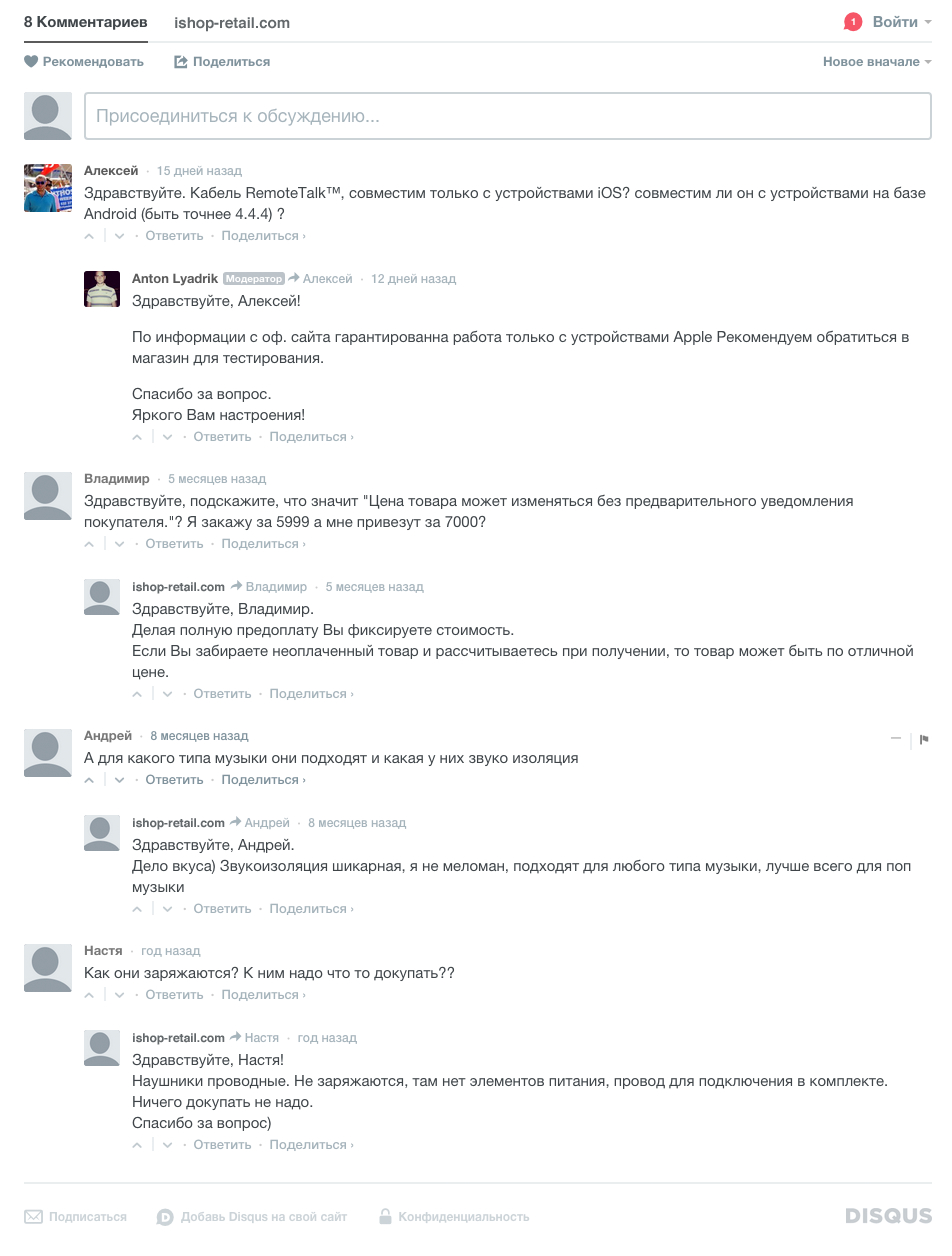 8 Комментариев ishop-retail.com 1 Войти
Рекомендовать Поделиться Новое вначале
Присоединиться к обсуждению...
Алексей · 15 дней назад
Здравствуйте. Кабель RemoteTalk™, совместим только с устройствами iOS? совместим ли он с устройствами на базе
Android (быть точнее 4.4.4) ?
· Ответить · Поделиться ›
Anton Lyadrik Модератор Алексей · 12 дней назад
Здравствуйте, Алексей!
По информации с оф. сайта гарантированна работа только с устройствами Apple Рекомендуем обратиться в
магазин для тестирования.
Спасибо за вопрос.
Яркого Вам настроения!
· Ответить · Поделиться ›
Владимир · 5 месяцев назад
Здравствуйте, подскажите, что значит "Цена товара может изменяться без предварительного уведомления
покупателя."? Я закажу за 5999 а мне привезут за 7000?
· Ответить · Поделиться ›
ishop-retail.com Владимир · 5 месяцев назад
Здравствуйте, Владимир.
Делая полную предоплату Вы фиксируете стоимость.
Если Вы забираете неоплаченный товар и рассчитываетесь при получении, то товар может быть по отличной
цене.
· Ответить · Поделиться ›
Андрей · 8 месяцев назад
А для какого типа музыки они подходят и какая у них звуко изоляция
· Ответить · Поделиться ›
ishop-retail.com Андрей · 8 месяцев назад
Здравствуйте, Андрей.
Дело вкуса) Звукоизоляция шикарная, я не меломан, подходят для любого типа музыки, лучше всего для поп
музыки
· Ответить · Поделиться ›
Настя · год назад
Как они заряжаются? К ним надо что то докупать??
· Ответить · Поделиться ›
ishop-retail.com Настя · год назад
Здравствуйте, Настя!
Наушники проводные. Не заряжаются, там нет элементов питания, провод для подключения в комплекте.
Ничего докупать не надо.
Спасибо за вопрос)
· Ответить · Поделиться ›
Подписаться D Добавь Disqus на свой сайт Конфиденциальность DISQUS